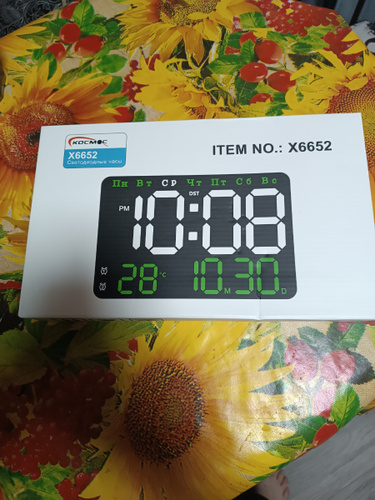 КОСМОС
X6652
Светодиодные часы
ITEM NO.: X6652
Пн Вт Ср Чт Пт Сб Вс
DST
PM 10:08
28 °C 10 M 30 D